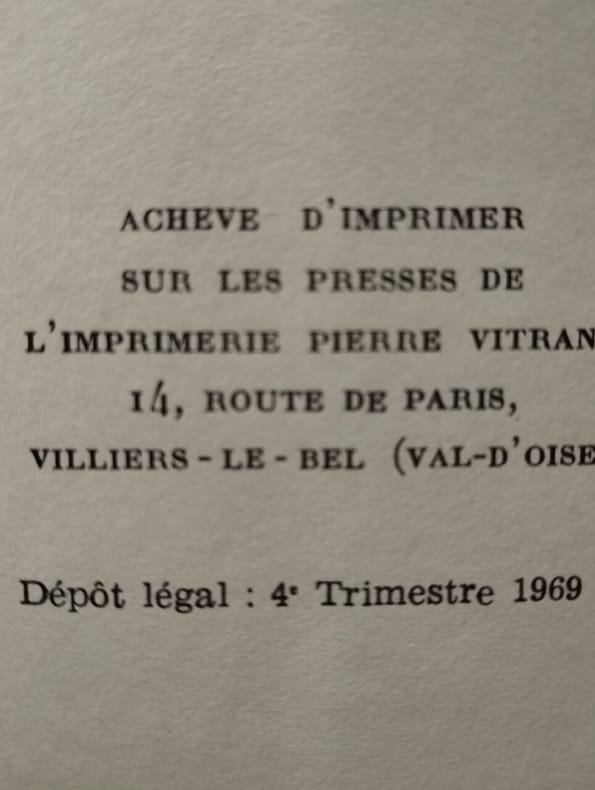 ACHEVE D'IMPRIMER
SUR LES PRESSES DE
L'IMPRIMERIE PIERRE VITRAN
14, ROUTE DE PARIS,
VILLIERS - LE - BEL (VAL-D'OISE
Dépôt légal : 4e Trimestre 1969